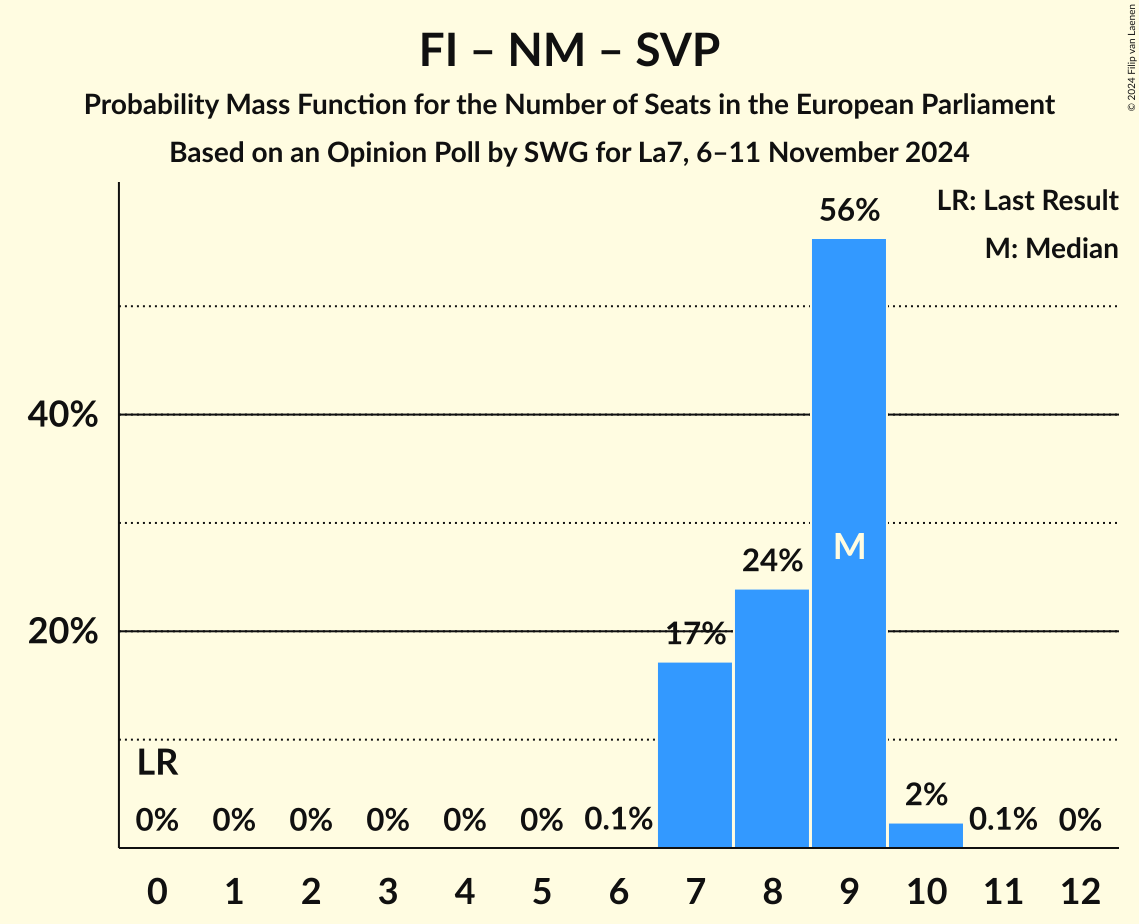 FI – NM – SVP
Probability Mass Function for the Number of Seats in the European Parliament
Based on an Opinion Poll by SWG for La7, 6–11 November 2024
© 2024 Filip van Laenen
LR: Last Result
M: Median
56%
40%
M
24%
20%
17%
LR
2%
0% 0% 0% 0% 0% 0% 0.1% 0.1% 0%
0 1 2 3 4 5 6 7 8 9 10 11 12